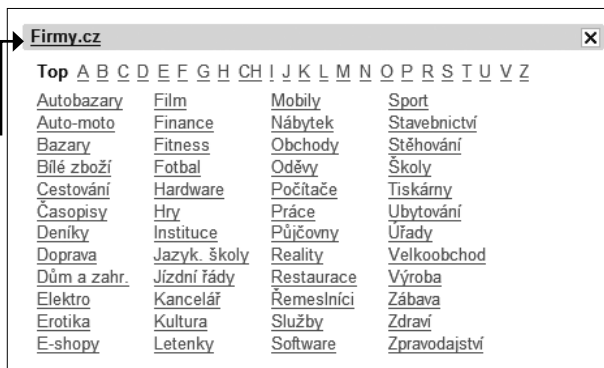 Firmy.cz
Top A B C D E F G H CH I J K L M N O P R S T U V Z
Autobazary Film Mobily Sport
Auto-moto Finance Nábytek Stavebnictví
Bazary Fitness Obchody Stěhování
Bílé zboží Fotbal Oděvy Školy
Cestování Hardware Počítače Tiskárny
Časopisy Hry Práce Ubytování
Deníky Instituce Půjčovny Úřady
Doprava Jazyk. školy Reality Velkoobchod
Dům a zahr. Jízdní řády Restaurace Výroba
Elektro Kancelář Řemeslníci Zábava
Erotika Kultura Služby Zdraví
E-shopy Letenky Software Zpravodajství